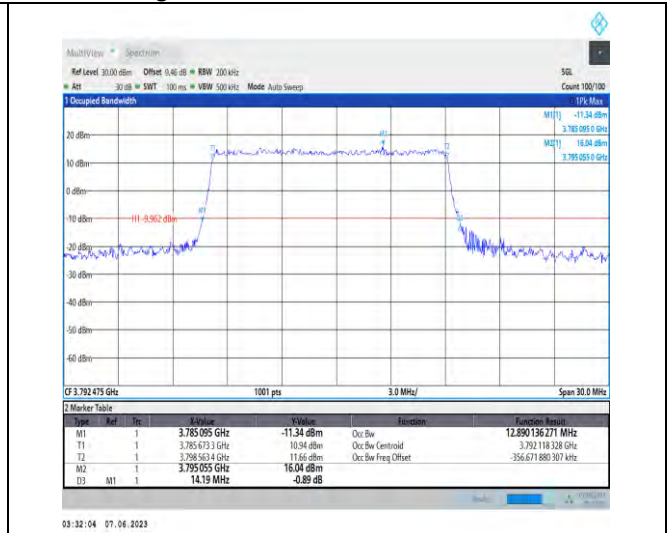 MultiView Spectrum
Ref Level 30.00 dBm Offset 9.46 dB RBW 200 kHz SGL
Att 30 dB SWT 100 ms VBW 500 kHz Mode Auto Sweep Count 100/100
1 Occupied Bandwidth 1Pk Max
M1[1] -11.34 dBm
3.785 095 0 GHz
M2[1] 16.04 dBm
3.795 055 0 GHz
20 dBm
10 dBm
0 dBm
-10 dBm H1 -9.962 dBm
-20 dBm
-30 dBm
-40 dBm
-50 dBm
-60 dBm
M1
T1
T2
CF 3.792 475 GHz 1001 pts 3.0 MHz/ Span 30.0 MHz
2 Marker Table
Type Ref Trc X-Value Y-Value Function Function Result
M1 1 3.785 095 GHz -11.34 dBm Occ Bw 12.890 136 271 MHz
T1 1 3.785 673 3 GHz 10.94 dBm Occ Bw Centroid 3.792 118 328 GHz
T2 1 3.798 563 4 GHz 11.66 dBm Occ Bw Freq Offset -356.671 880 307 kHz
M2 1 3.795 055 GHz 16.04 dBm
D3 M1 1 14.19 MHz -0.89 dB
03:32:04 07.06.2023